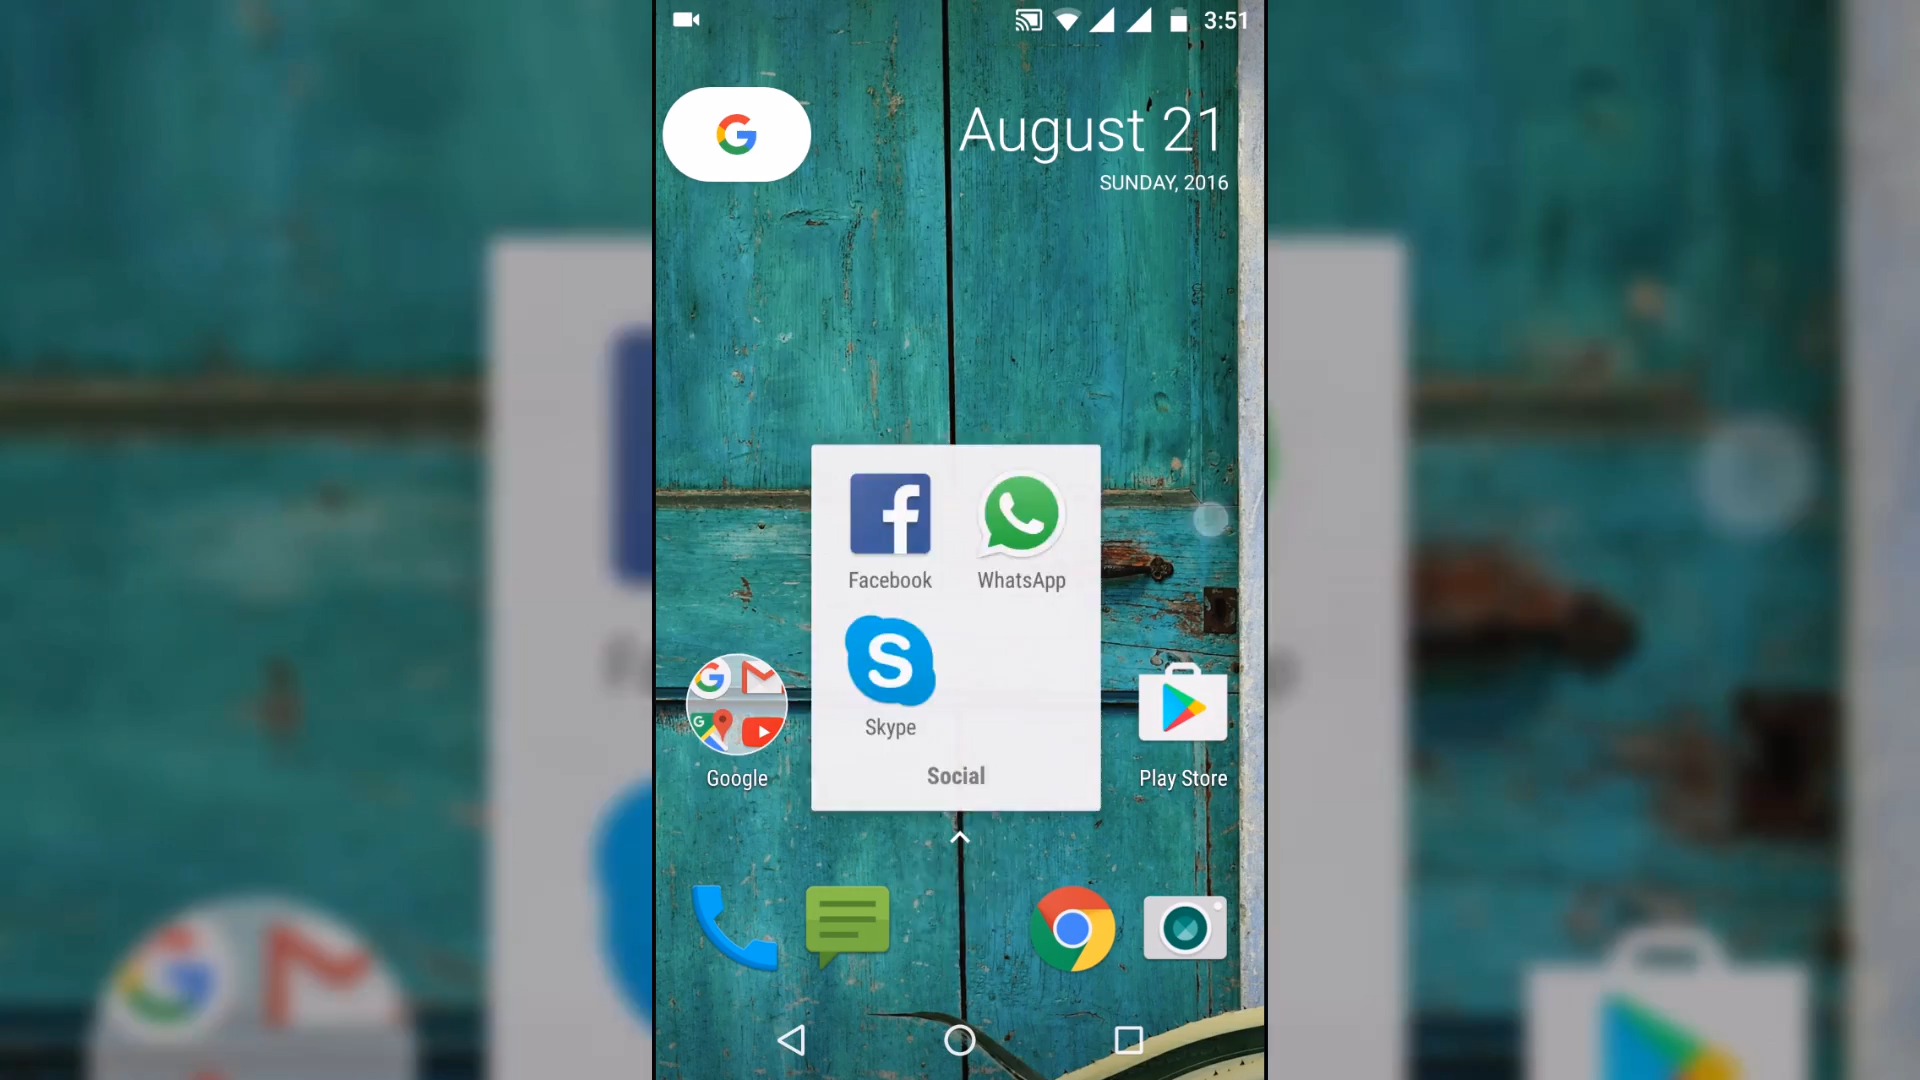 3:51
August 21
SUNDAY, 2016
Facebook
WhatsApp
Skype
Social
Google
Play Store